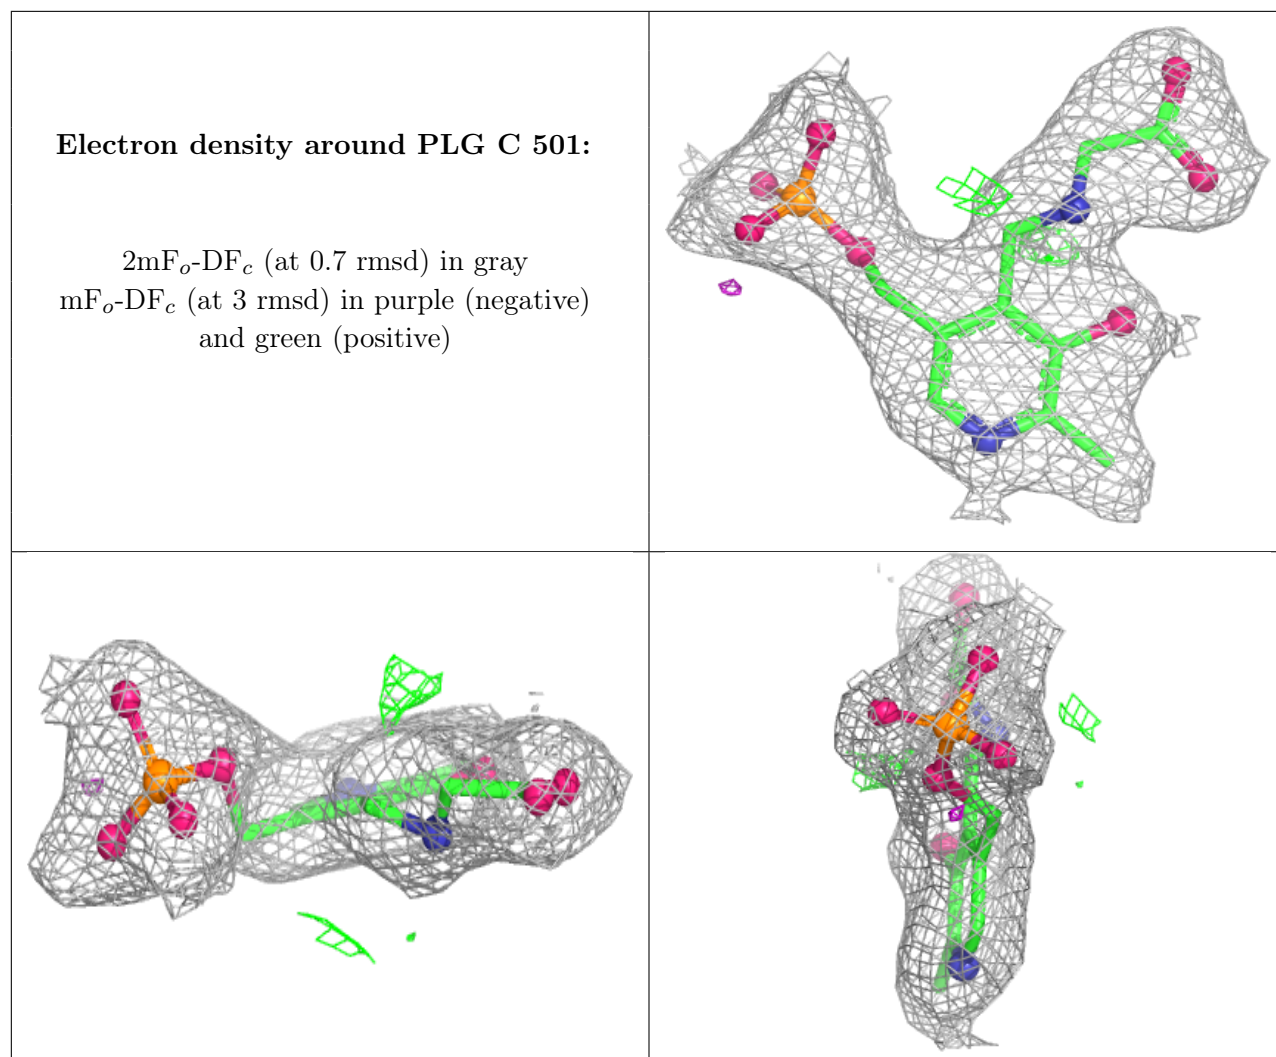 Electron density around PLG C 501:
2mFo-DFc (at 0.7 rmsd) in gray
mFo-DFc (at 3 rmsd) in purple (negative)
and green (positive)